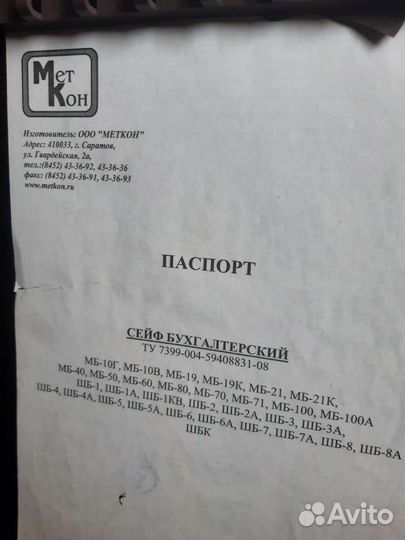 Мет
Кон
Изготовитель: ООО "МЕТКОН"
Адрес: 410033, г. Саратов,
ул. Гвардейская, 2а,
тел.:(8452) 43-36-92, 43-36-36
факс: (8452) 43-36-91, 43-36-93
www.metkon.ru
ПАСПОРТ
СЕЙФ БУХГАЛТЕРСКИЙ
ТУ 7399-004-59408831-08
МБ-10Г, МБ-10В, МБ-19, МБ-19К, МБ-21, МБ-21К,
МБ-40, МБ-50, МБ-60, МБ-80, МБ-70, МБ-71, МБ-100, МБ-100А
ШБ-1, ШБ-1А, ШБ-1КВ, ШБ-2, ШБ-2А, ШБ-3, ШБ-3А,
ШБ-4, ШБ-4А, ШБ-5, ШБ-5А, ШБ-6, ШБ-6А, ШБ-7, ШБ-7А, ШБ-8, ШБ-8А
ШБК
Avito